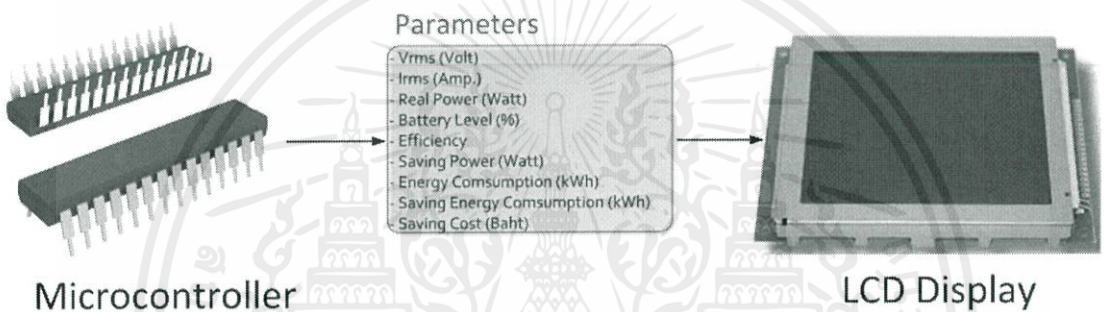 Parameters
- Vrms (Volt)
- Irms (Amp.)
- Real Power (Watt)
- Battery Level (%)
- Efficiency
- Saving Power (Watt)
- Energy Comsumption (kWh)
- Saving Energy Comsumption (kWh)
- Saving Cost (Baht)
Microcontroller
LCD Display